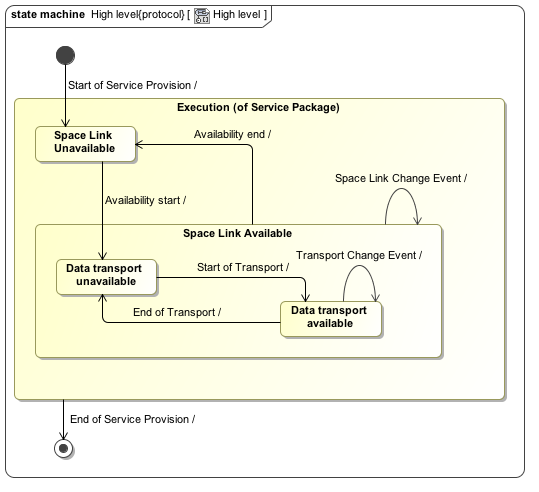 state machine High level{protocol} [ High level ]
Start of Service Provision /
Execution (of Service Package)
Space Link
Unavailable
Availability end /
Space Link Change Event /
Availability start /
Space Link Available
Transport Change Event /
Data transport
unavailable
Start of Transport /
End of Transport /
Data transport
available
End of Service Provision /